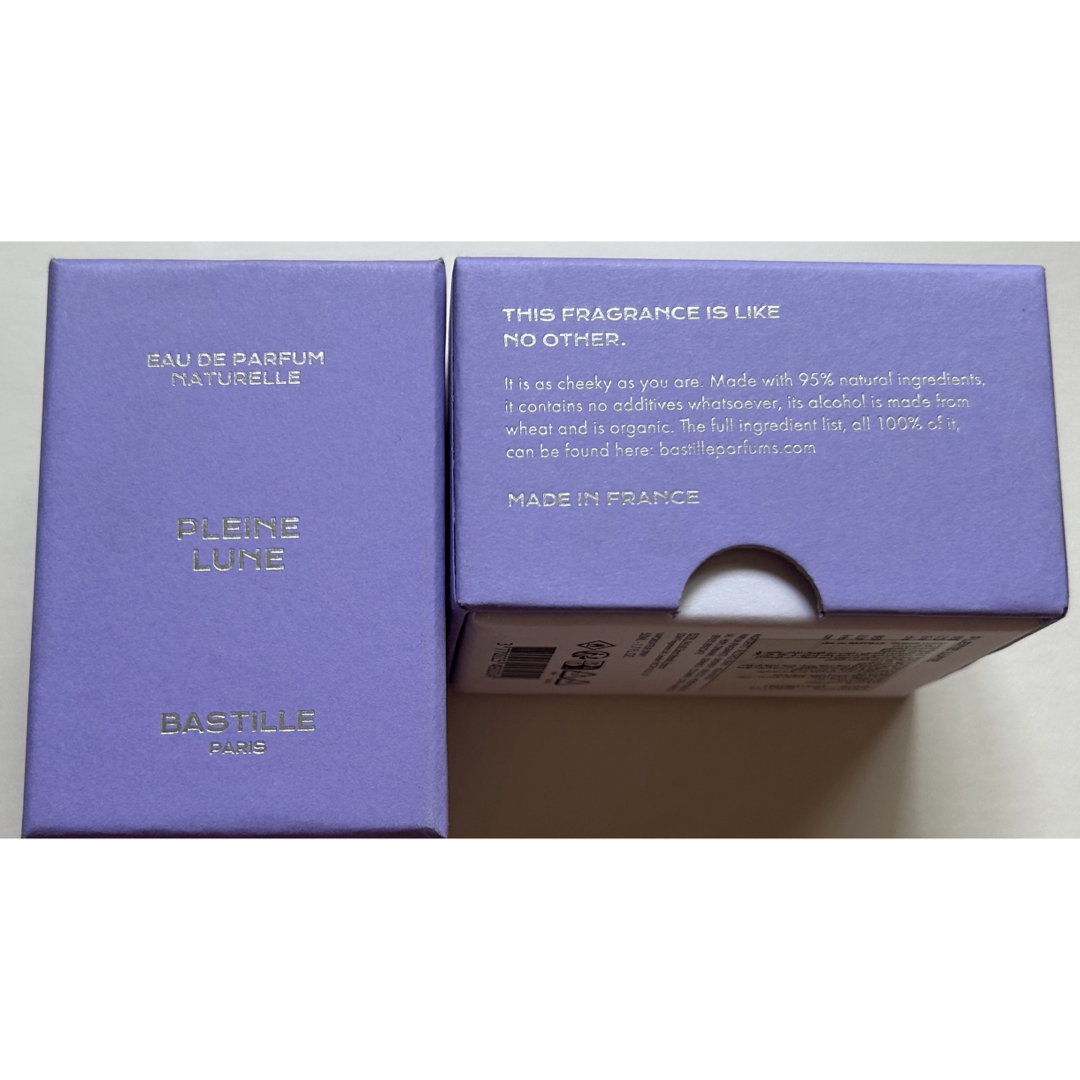 EAU DE PARFUM
NATURELLE
PLEINE
LUNE
BASTILLE
PARIS
THIS FRAGRANCE IS LIKE
NO OTHER.
It is as cheeky as you are. Made with 95% natural ingredients,
it contains no additives whatsoever, its alcohol is made from
wheat and is organic. The full ingredient list, all 100% of it,
can be found here: bastilleparfums.com
MADE IN FRANCE
PLEINE LUNE